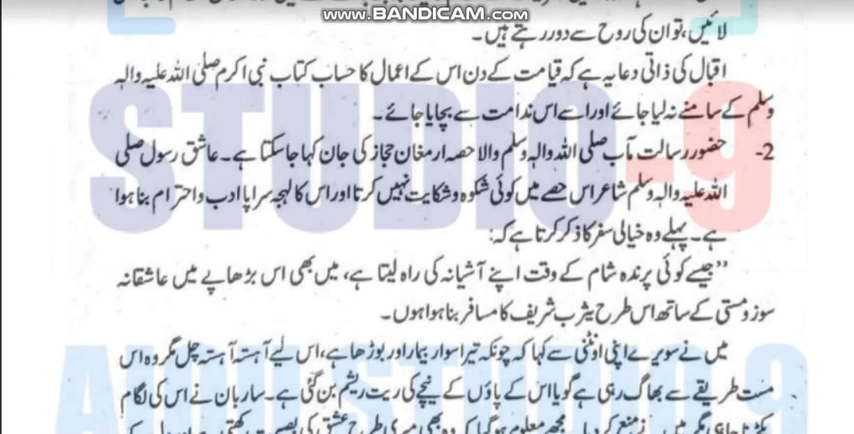 www.BANDICAM.com
لائیں، تو ان کی روح سے دور رہتے ہیں۔
اقبال کی ذاتی دعا یہ ہے کہ قیامت کے دن اس کے اعمال کا حساب کتاب نبی اکرم صلی اللہ علیہ والہ
وسلم کے سامنے نہ لیا جائے اور اسے اس ندامت سے بچایا جائے۔
2- حضور رسالت مآب صلی اللہ والہ وسلم والا حصہ ارمغان حجاز کی جان کہا جا سکتا ہے۔ عاشق رسول صلی
اللہ علیہ والہ وسلم شاعر اس حصے میں کوئی شکوہ و شکایت نہیں کرتا اور اس کا لہجہ سراپا ادب و احترام بنا ہوا
ہے۔ پہلے وہ خیالی سفر کا ذکر کرتا ہے کہ:
”جیسے کوئی پرندہ شام کے وقت اپنے آشیانہ کی راہ لیتا ہے، میں بھی اس بڑھاپے میں عاشقانہ
سوز و مستی کے ساتھ اس طرح یثرب شریف کا مسافر بنا ہوا ہوں۔
میں نے سویرے اپنی اونٹنی سے کہا کہ چونکہ تیرا سوار بیمار اور بوڑھا ہے، اس لیے آہستہ آہستہ چل مگر وہ اس
مست طریقے سے بھاگ رہی ہے گویا اس کے پاؤں کے نیچے کی ریت ریشم بن گئی ہے۔ ساربان نے اس کی لگام
STUDIO-9
AUDI STUDIO 9